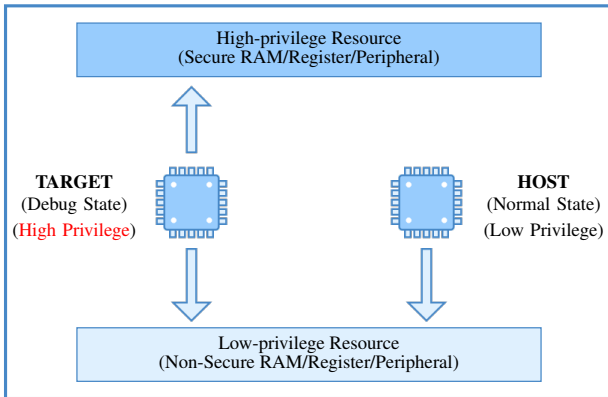 High-privilege Resource
(Secure RAM/Register/Peripheral)
TARGET
(Debug State)
(High Privilege)
HOST
(Normal State)
(Low Privilege)
Low-privilege Resource
(Non-Secure RAM/Register/Peripheral)